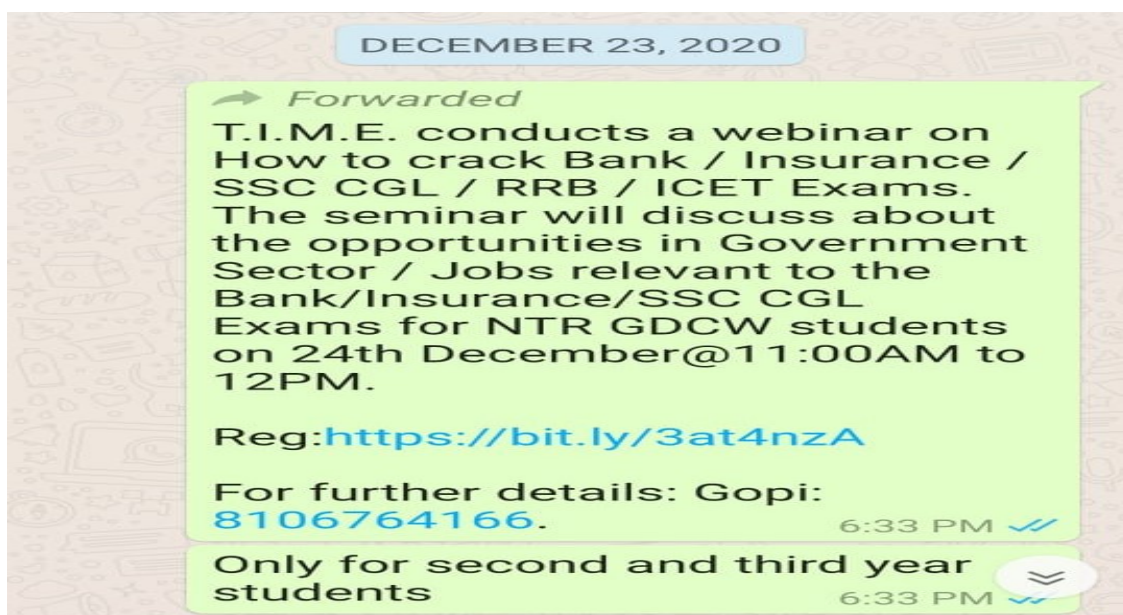 DECEMBER 23, 2020
Forwarded
T.I.M.E. conducts a webinar on
How to crack Bank / Insurance /
SSC CGL / RRB / ICET Exams.
The seminar will discuss about
the opportunities in Government
Sector / Jobs relevant to the
Bank/Insurance/SSC CGL
Exams for NTR GDCW students
on 24th December@11:00AM to
12PM.
Reg:https://bit.ly/3at4nzA
For further details: Gopi:
8106764166.
6:33 PM
Only for second and third year
students
6:33 PM